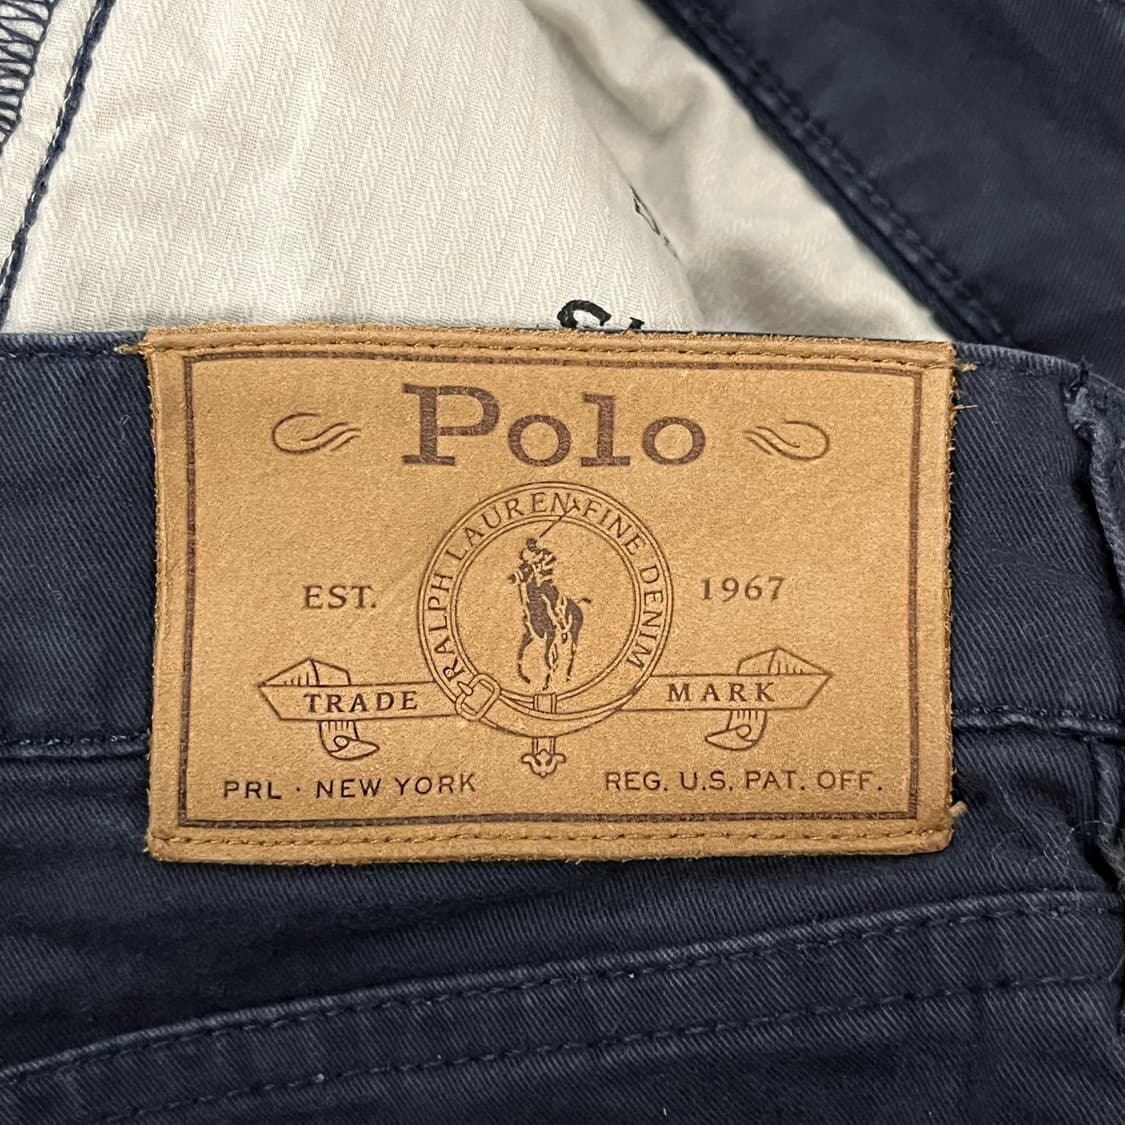 Polo
RALPH LAUREN FINE DENIM
EST. 1967
TRADE MARK
PRL · NEW YORK REG. U.S. PAT. OFF.